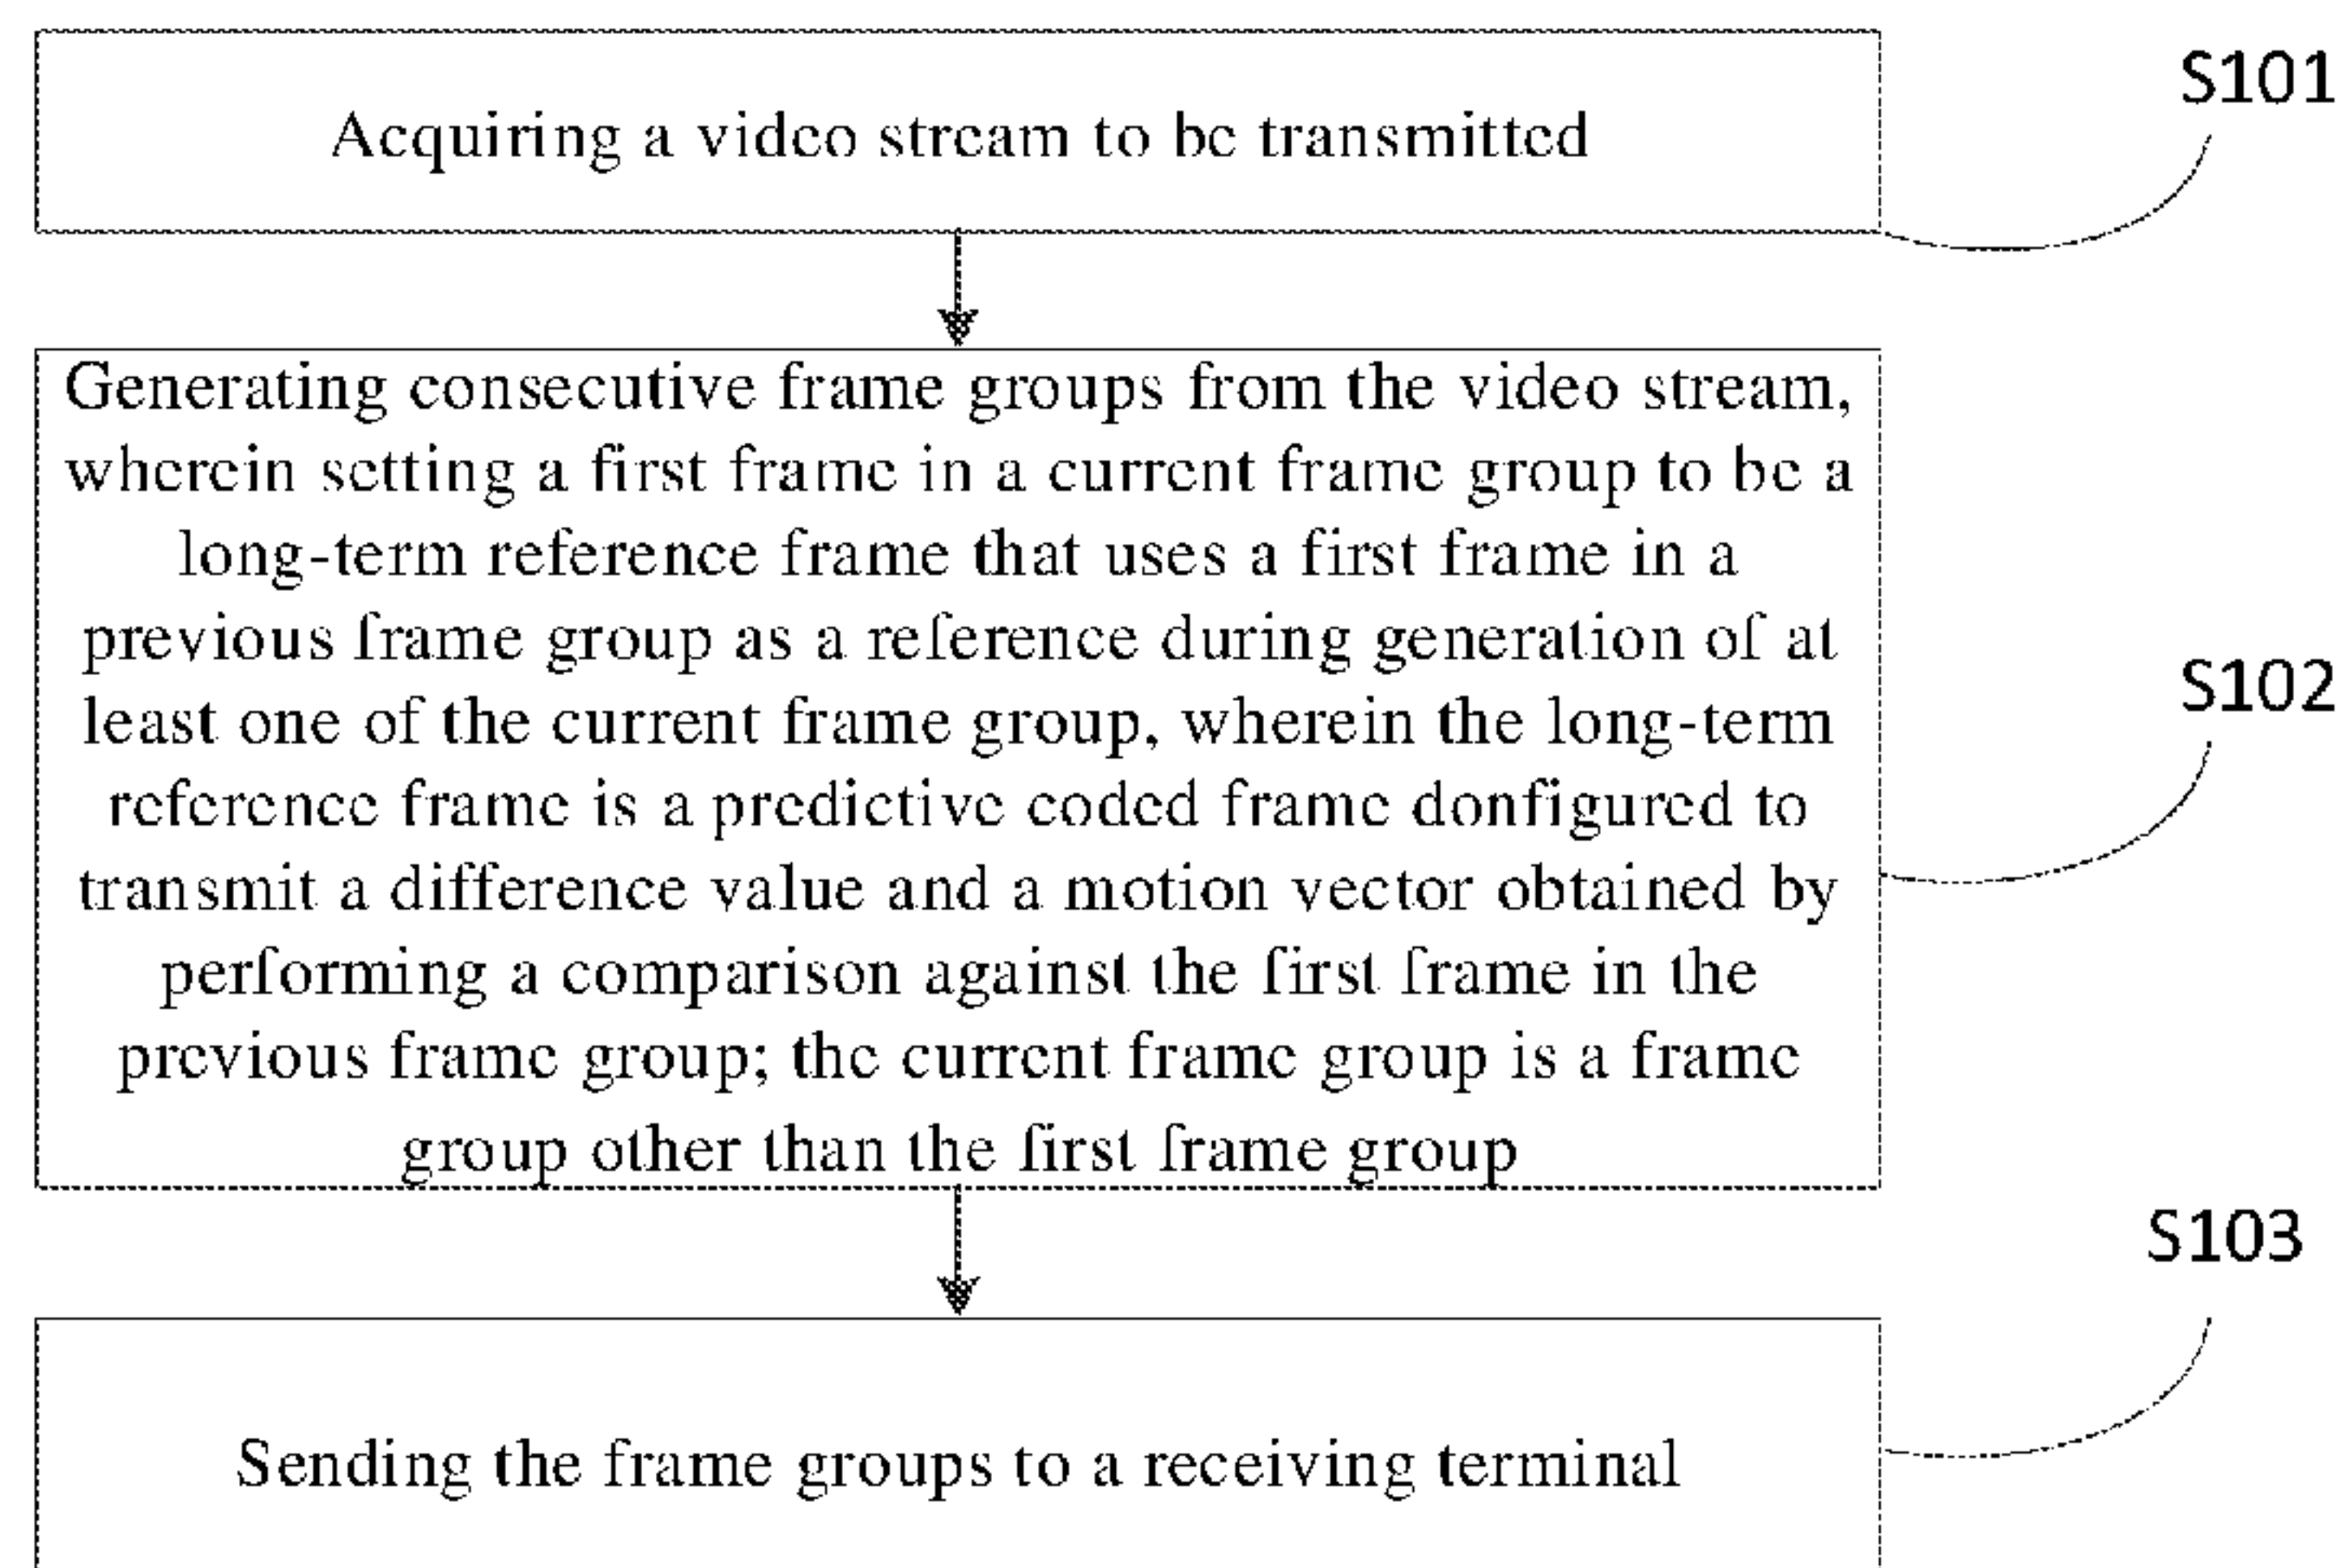 S101
Acquiring a video stream to be transmitted
Generating consecutive frame groups from the video stream,
wherein setting a first frame in a current frame group to be a
long-term reference frame that uses a first frame in a
previous frame group as a reference during generation of at
least one of the current frame group, wherein the long-term
reference frame is a predictive coded frame donfigured to
transmit a difference value and a motion vector obtained by
performing a comparison against the first frame in the
previous frame group; the current frame group is a frame
group other than the first frame group
S102
S103
Sending the frame groups to a receiving terminal